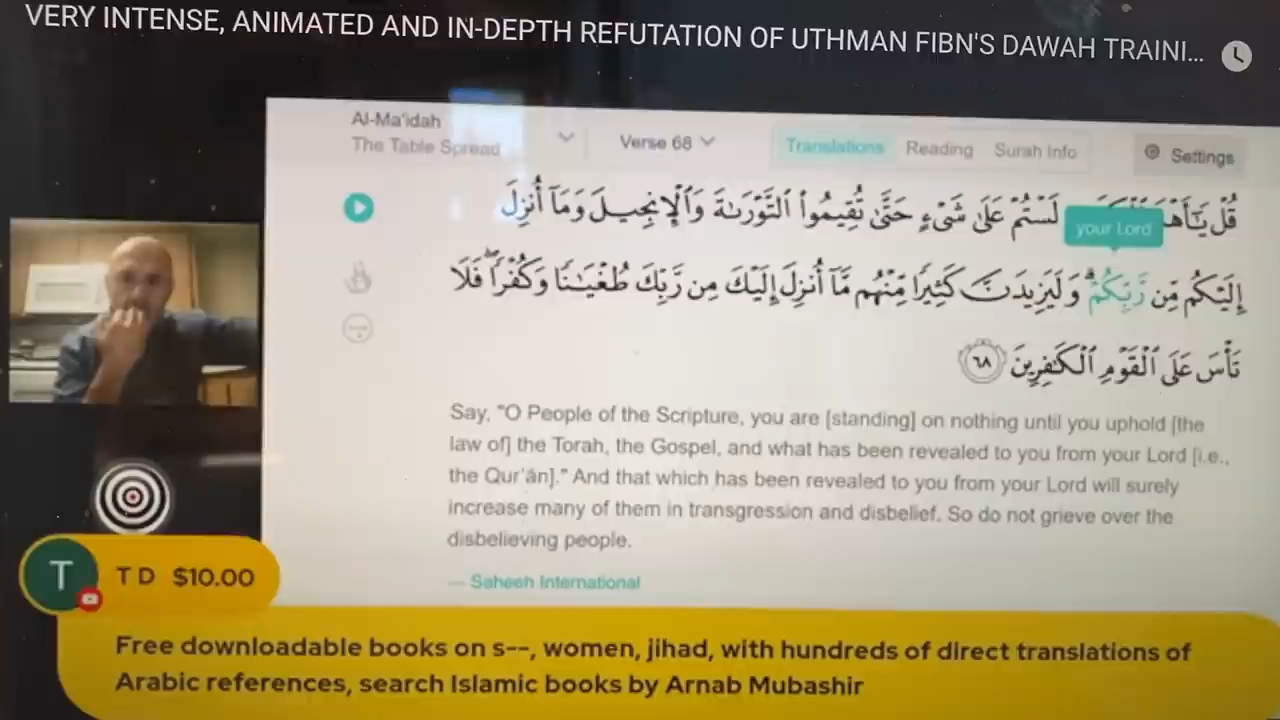 VERY INTENSE, ANIMATED AND IN-DEPTH REFUTATION OF UTHMAN FIBN'S DAWAH TRAINI...
Al-Ma'idah
The Table Spread
Verse 68
Translations
Reading
Surah Info
Settings
قُلْ يَـٰٓأَهْلَ لَسْتُمْ عَلَىٰ شَىْءٍ حَتَّىٰ تُقِيمُوا۟ ٱلتَّوْرَىٰةَ وَٱلْإِنجِيلَ وَمَآ أُنزِلَ
your Lord
إِلَيْكُم مِّن رَّبِّكُمْ ۗ وَلَيَزِيدَنَّ كَثِيرًا مِّنْهُم مَّآ أُنزِلَ إِلَيْكَ مِن رَّبِّكَ طُغْيَـٰنًا وَكُفْرًا ۖ فَلَا
تَأْسَ عَلَى ٱلْقَوْمِ ٱلْكَـٰفِرِينَ ٦٨
Say, "O People of the Scripture, you are [standing] on nothing until you uphold [the
law of] the Torah, the Gospel, and what has been revealed to you from your Lord [i.e.,
the Qur'ān]." And that which has been revealed to you from your Lord will surely
increase many of them in transgression and disbelief. So do not grieve over the
disbelieving people.
— Saheeh International
T
T D $10.00
Free downloadable books on s--, women, jihad, with hundreds of direct translations of
Arabic references, search Islamic books by Arnab Mubashir